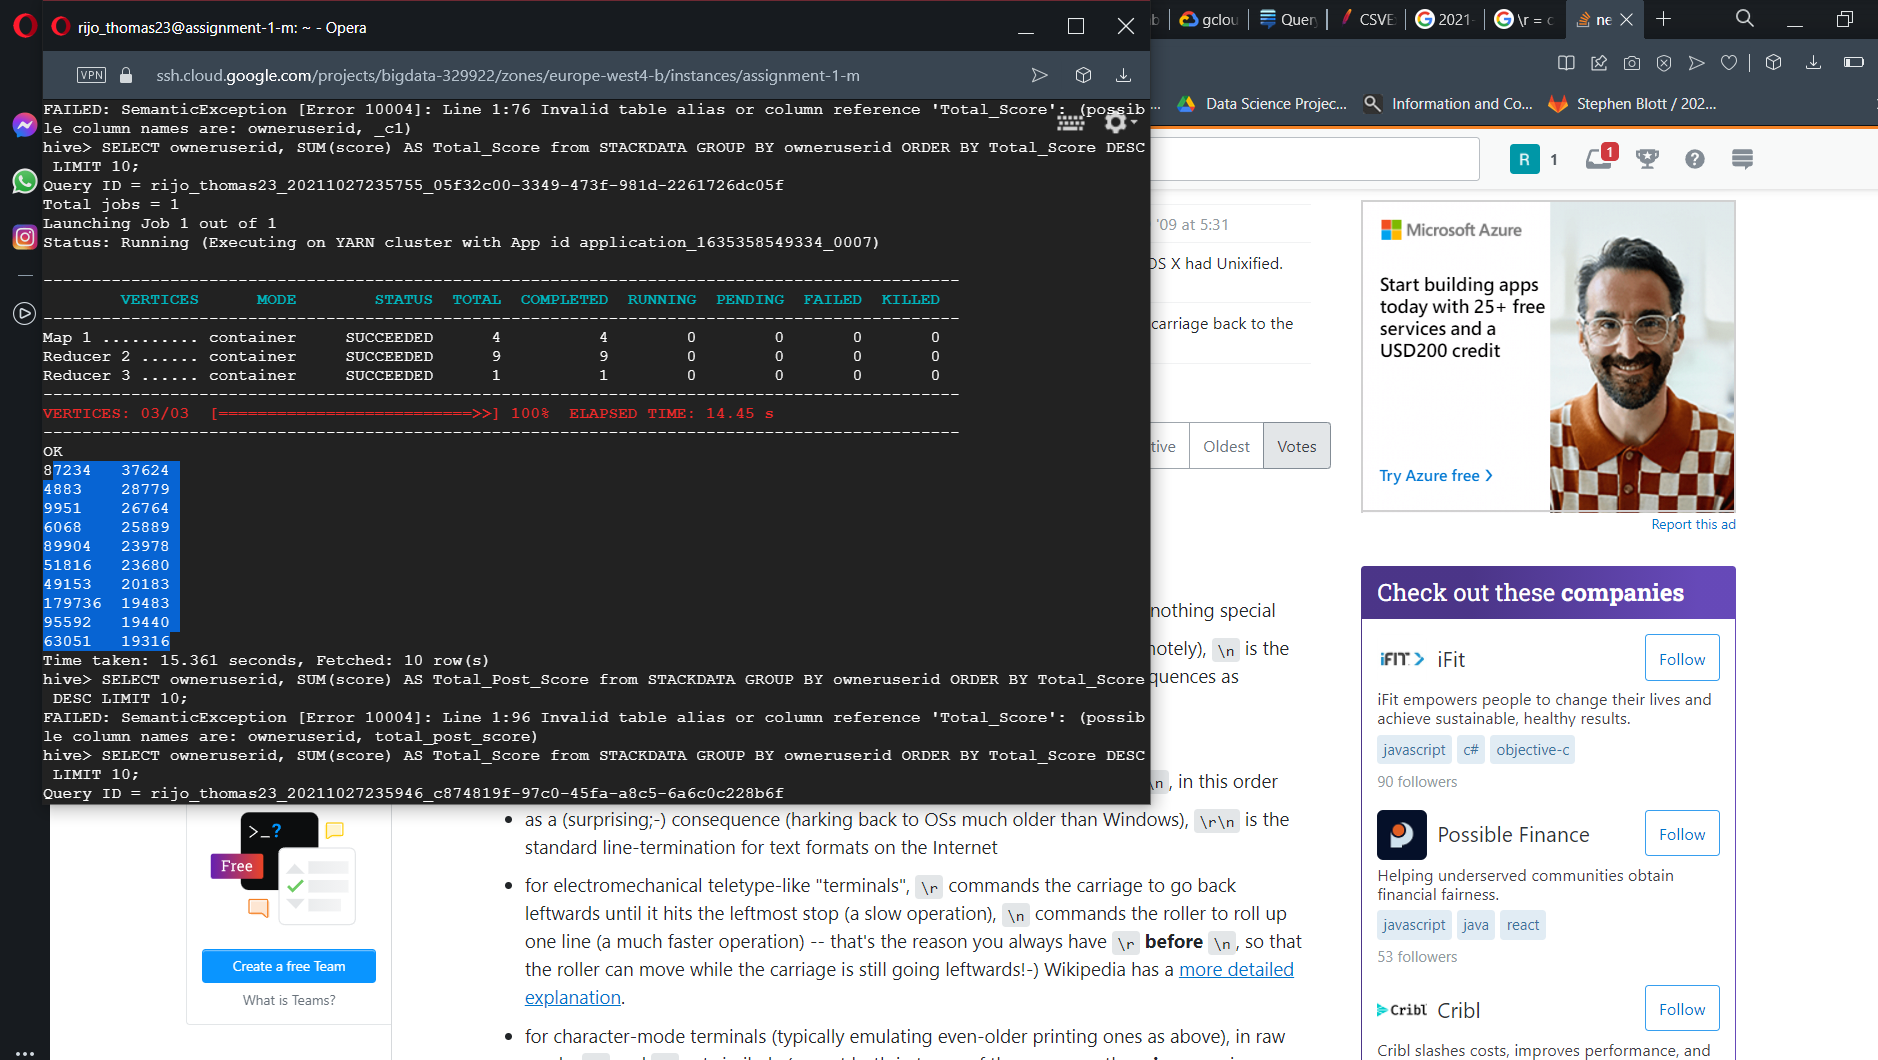 rijo_thomas23@assignment-1-m: ~ - Opera
VPN ssh.cloud.google.com/projects/bigdata-329922/zones/europe-west4-b/instances/assignment-1-m
FAILED: SemanticException [Error 10004]: Line 1:76 Invalid table alias or column reference 'Total_Score': (possib
le column names are: owneruserid, _c1)
hive> SELECT owneruserid, SUM(score) AS Total_Score from STACKDATA GROUP BY owneruserid ORDER BY Total_Score DESC
LIMIT 10;
Query ID = rijo_thomas23_20211027235755_05f32c00-3349-473f-981d-2261726dc05f
Total jobs = 1
Launching Job 1 out of 1
Status: Running (Executing on YARN cluster with App id application_1635358549334_0007)
----------------------------------------------------------------------------------------------
VERTICES MODE STATUS TOTAL COMPLETED RUNNING PENDING FAILED KILLED
----------------------------------------------------------------------------------------------
Map 1 .......... container SUCCEEDED 4 4 0 0 0 0
Reducer 2 ...... container SUCCEEDED 9 9 0 0 0 0
Reducer 3 ...... container SUCCEEDED 1 1 0 0 0 0
----------------------------------------------------------------------------------------------
VERTICES: 03/03 [==========================>>] 100% ELAPSED TIME: 14.45 s
----------------------------------------------------------------------------------------------
OK
87234 37624
4883 28779
9951 26764
6068 25889
89904 23978
51816 23680
49153 20183
179736 19483
95592 19440
63051 19316
Time taken: 15.361 seconds, Fetched: 10 row(s)
hive> SELECT owneruserid, SUM(score) AS Total_Post_Score from STACKDATA GROUP BY owneruserid ORDER BY Total_Score
DESC LIMIT 10;
FAILED: SemanticException [Error 10004]: Line 1:96 Invalid table alias or column reference 'Total_Score': (possib
le column names are: owneruserid, total_post_score)
hive> SELECT owneruserid, SUM(score) AS Total_Score from STACKDATA GROUP BY owneruserid ORDER BY Total_Score DESC
LIMIT 10;
Query ID = rijo_thomas23_20211027235946_c874819f-97c0-45fa-a8c5-6a6c0c228b6f
b gclou Query CSVE 2021- \r = c ne
... Data Science Projec... Information and Co... Stephen Blott / 202...
R 1 1
'09 at 5:31
OS X had Unixified.
carriage back to the
tive Oldest Votes
nothing special
notely), \n is the
quences as
\n, in this order
as a (surprising;-) consequence (harking back to OSs much older than Windows), \r\n is the
standard line-termination for text formats on the Internet
for electromechanical teletype-like "terminals", \r commands the carriage to go back
leftwards until it hits the leftmost stop (a slow operation), \n commands the roller to roll up
one line (a much faster operation) -- that's the reason you always have \r before \n, so that
the roller can move while the carriage is still going leftwards!-) Wikipedia has a more detailed
explanation.
for character-mode terminals (typically emulating even-older printing ones as above), in raw
>_?
Free
Create a free Team
What is Teams?
Microsoft Azure
Start building apps
today with 25+ free
services and a
USD200 credit
Try Azure free >
Report this ad
Check out these companies
iFIT iFit Follow
iFit empowers people to change their lives and
achieve sustainable, healthy results.
javascript c# objective-c
90 followers
Possible Finance Follow
Helping underserved communities obtain
financial fairness.
javascript java react
53 followers
Cribl Cribl Follow
Cribl slashes costs, improves performance, and